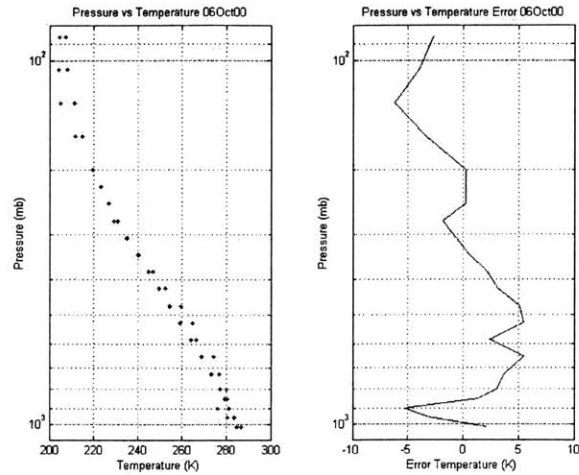 Pressure vs Temperature 06Oct00
Pressure (mb)
10²
10³
200 220 240 260 280 300
Temperature (K)
Pressure vs Temperature Error 06Oct00
Pressure (mb)
10²
10³
-10 -5 0 5 10
Error Temperature (K)